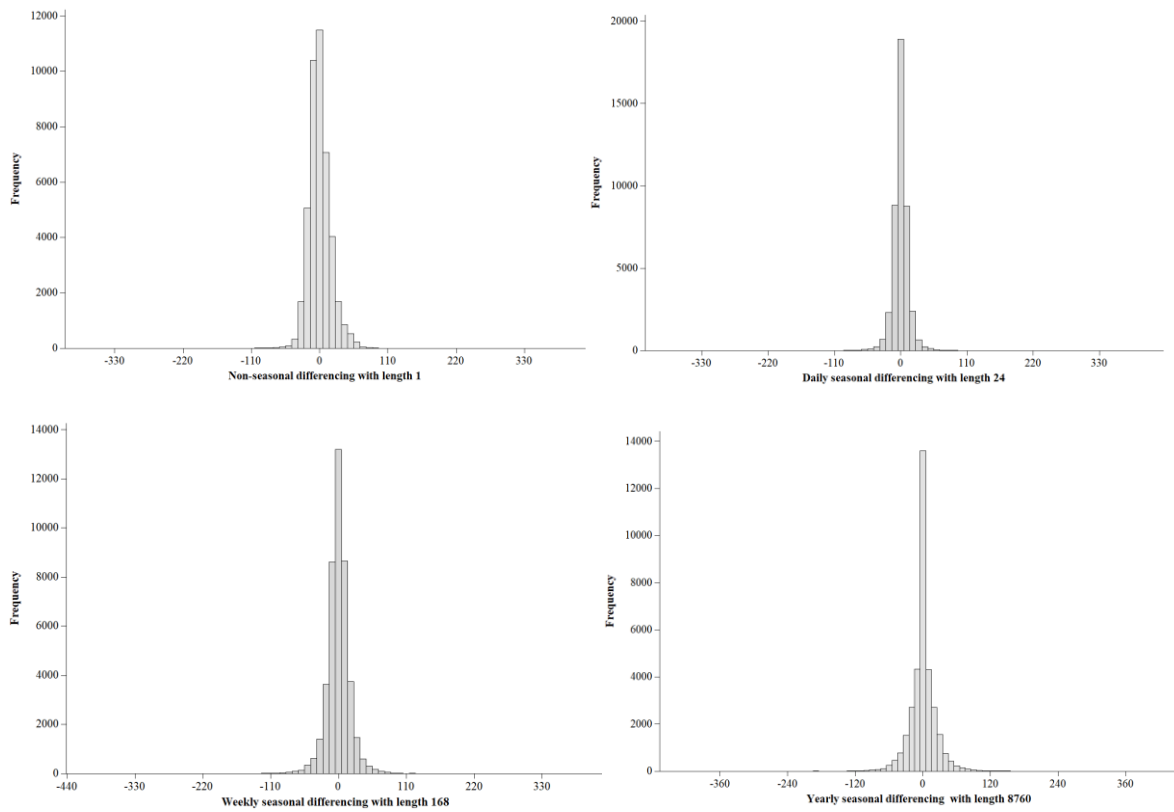 12000
10000
8000
6000
4000
2000
0
Frequency
-330 -220 -110 0 110 220 330
Non-seasonal differencing with length 1
20000
15000
10000
5000
0
Frequency
-330 -220 -110 0 110 220 330
Daily seasonal differencing with length 24
14000
12000
10000
8000
6000
4000
2000
0
Frequency
-440 -330 -220 -110 0 110 220 330
Weekly seasonal differencing with length 168
14000
12000
10000
8000
6000
4000
2000
0
Frequency
-360 -240 -120 0 120 240 360
Yearly seasonal differencing with length 8760